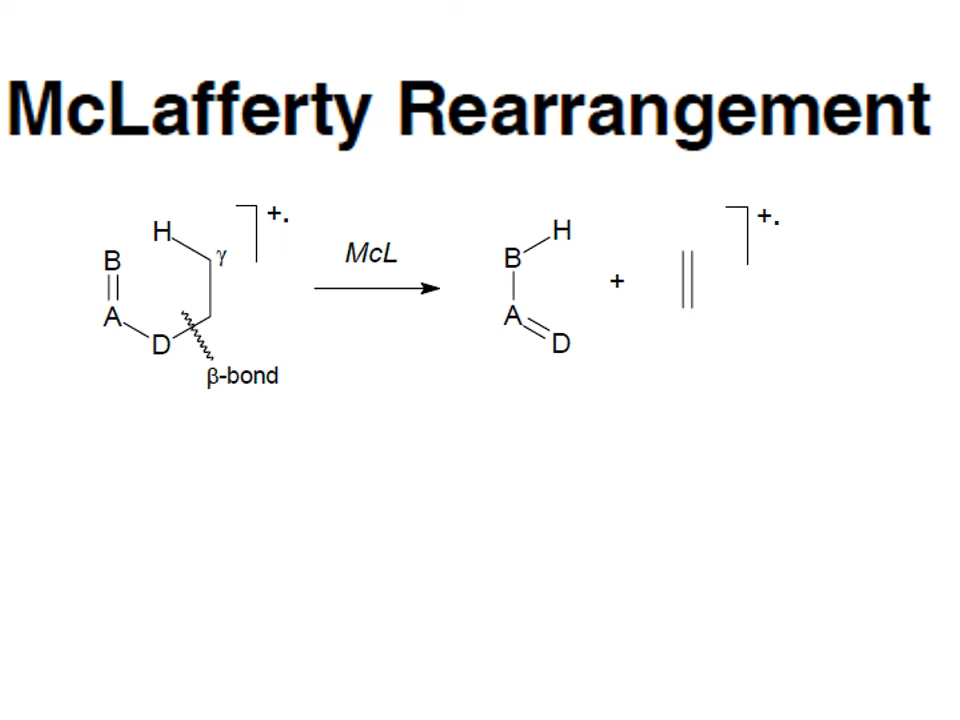 McLafferty Rearrangement
H γ +.
B
A
D
β-bond
McL
H
B
A
D
+
+.